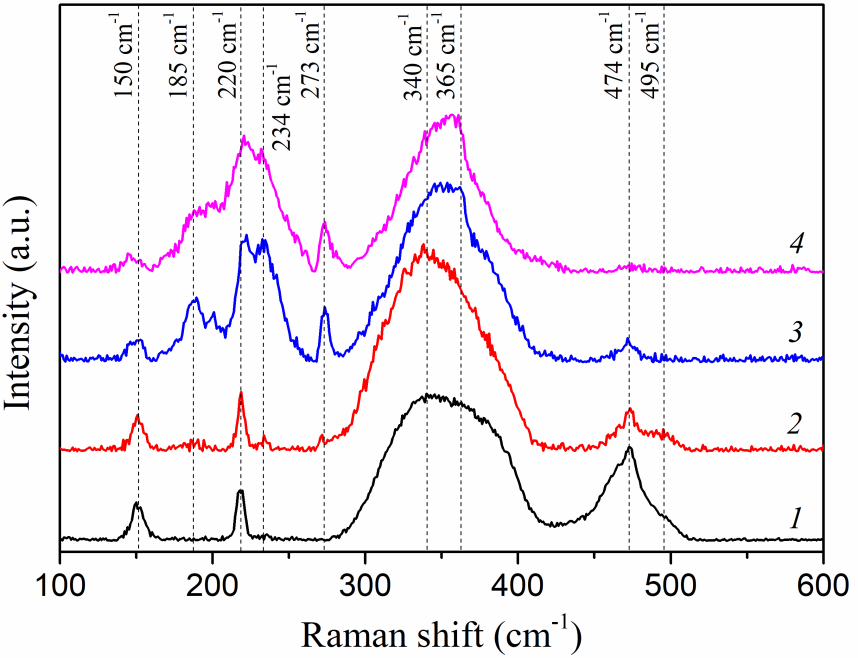 150 cm-1
185 cm-1
220 cm-1
234 cm-1
273 cm-1
340 cm-1
365 cm-1
474 cm-1
495 cm-1
Intensity (a.u.)
4
3
2
1
100 200 300 400 500 600
Raman shift (cm-1)